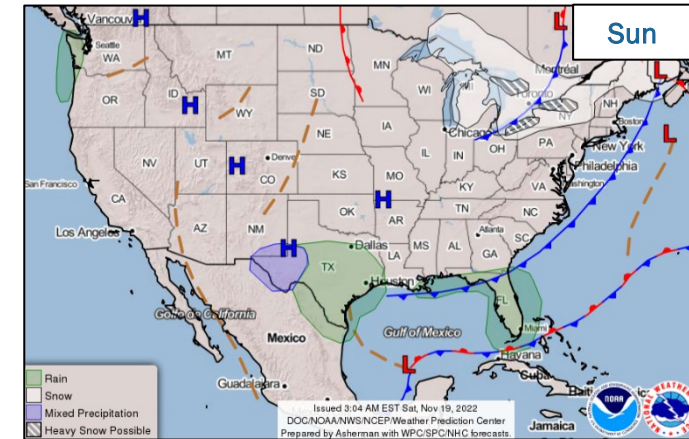 Sun
Vancouv
H
L
Seattle
WA
MT
ND
MN
Montréal
L
OR
ID
H
WY
SD
WI
MI
Toronto
NY
NH
Boston
L
NV
UT
H
Denver
CO
NE
IA
Chicago
IL
IN
OH
PA
New York
Philadelphia
Washington
San Francisco
CA
KS
MO
H
KY
VA
Los Angeles
AZ
NM
OK
AR
TN
NC
Atlanta
SC
H
Dallas
TX
LA
MS
AL
GA
Houston
FL
Miami
Golfo de California
Mexico
Gulf of Mexico
L
Havana
Cuba
Guadalajara
Jamaica
Rain
Snow
Mixed Precipitation
Heavy Snow Possible
Issued 3:04 AM EST Sat, Nov 19, 2022
DOC/NOAA/NWS/NCEP/Weather Prediction Center
Prepared by Asherman with WPC/SPC/NHC forecasts.
NOAA